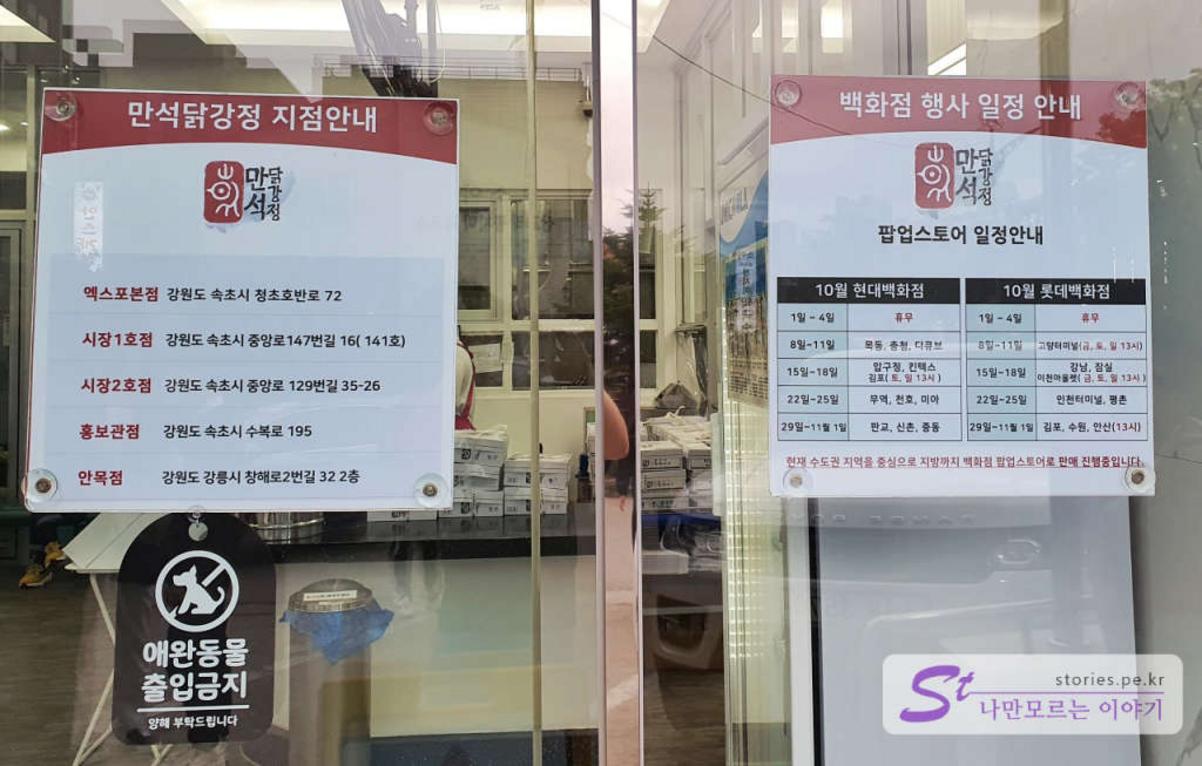 만석닭강정 지점안내
만석
닭강정
엑스포본점 강원도 속초시 청초호반로 72
시장1호점 강원도 속초시 중앙로147번길 16( 141호)
시장2호점 강원도 속초시 중앙로 129번길 35-26
홍보관점 강원도 속초시 수복로 195
안목점 강원도 강릉시 창해로2번길 32 2층
애완동물
출입금지
양해 부탁드립니다
백화점 행사 일정 안내
만석
닭강정
팝업스토어 일정안내
10월 현대백화점 10월 롯데백화점
1일 ~ 4일 휴무 1일 ~ 4일 휴무
8일~11일 목동, 충청, 디큐브 8일~11일 고양터미널(금, 토, 일 13시)
15일~18일 압구정, 킨텍스 15일~18일 강남, 잠실
김포( 토, 일 13시 ) 이천아울렛( 금, 토, 일 13시 )
22일~25일 무역, 천호, 미아 22일~25일 인천터미널, 평촌
29일~11월 1일 판교, 신촌, 중동 29일~11월 1일 김포, 수원, 안산(13시)
현재 수도권 지역을 중심으로 지방까지 백화점 팝업스토어로 판매 진행중입니다.
St stories.pe.kr
나만모르는 이야기